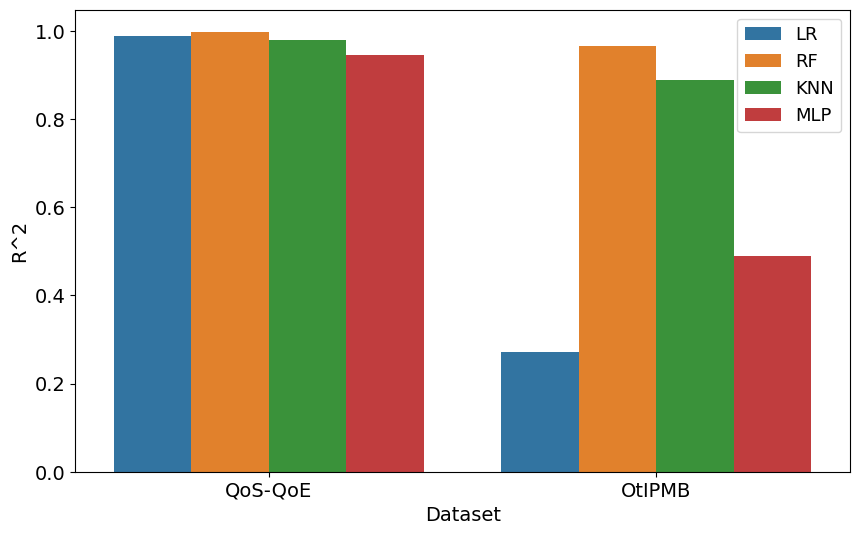 1.0
0.8
0.6
0.4
0.2
0.0
R^2
LR
RF
KNN
MLP
QoS-QoE
OtIPMB
Dataset